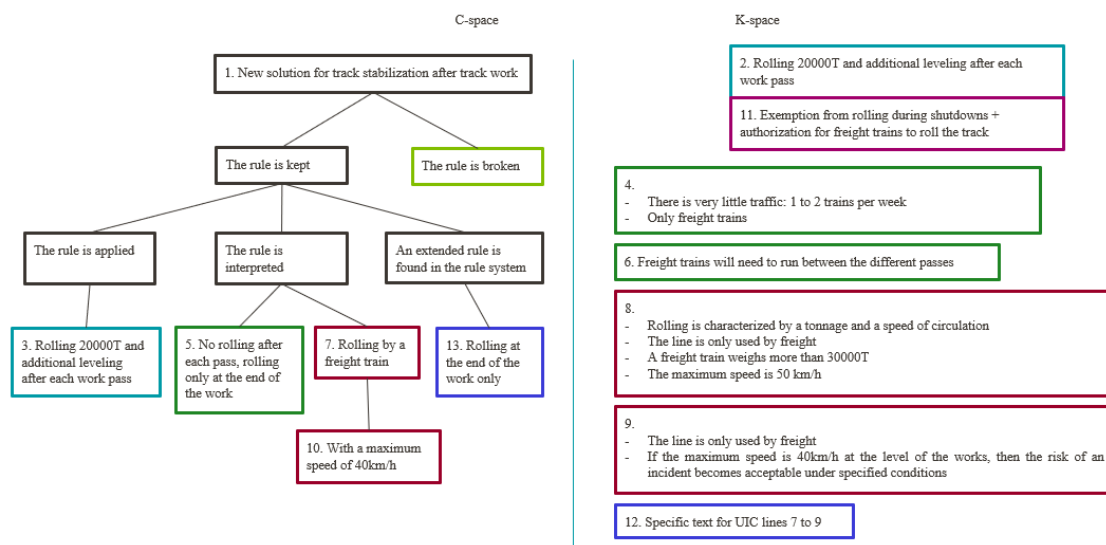 C-space
K-space
1. New solution for track stabilization after track work
The rule is kept
The rule is broken
The rule is applied
The rule is
interpreted
An extended rule is
found in the rule system
3. Rolling 20000T and
additional leveling
after each work pass
5. No rolling after
each pass, rolling
only at the end of
the work
7. Rolling by a
freight train
13. Rolling at
the end of the
work only
10. With a maximum
speed of 40km/h
2. Rolling 20000T and additional leveling after each
work pass
11. Exemption from rolling during shutdowns +
authorization for freight trains to roll the track
4.
- There is very little traffic: 1 to 2 trains per week
- Only freight trains
6. Freight trains will need to run between the different passes
8.
- Rolling is characterized by a tonnage and a speed of circulation
- The line is only used by freight
- A freight train weighs more than 30000T
- The maximum speed is 50 km/h
9.
- The line is only used by freight
- If the maximum speed is 40km/h at the level of the works, then the risk of an
incident becomes acceptable under specified conditions
12. Specific text for UIC lines 7 to 9